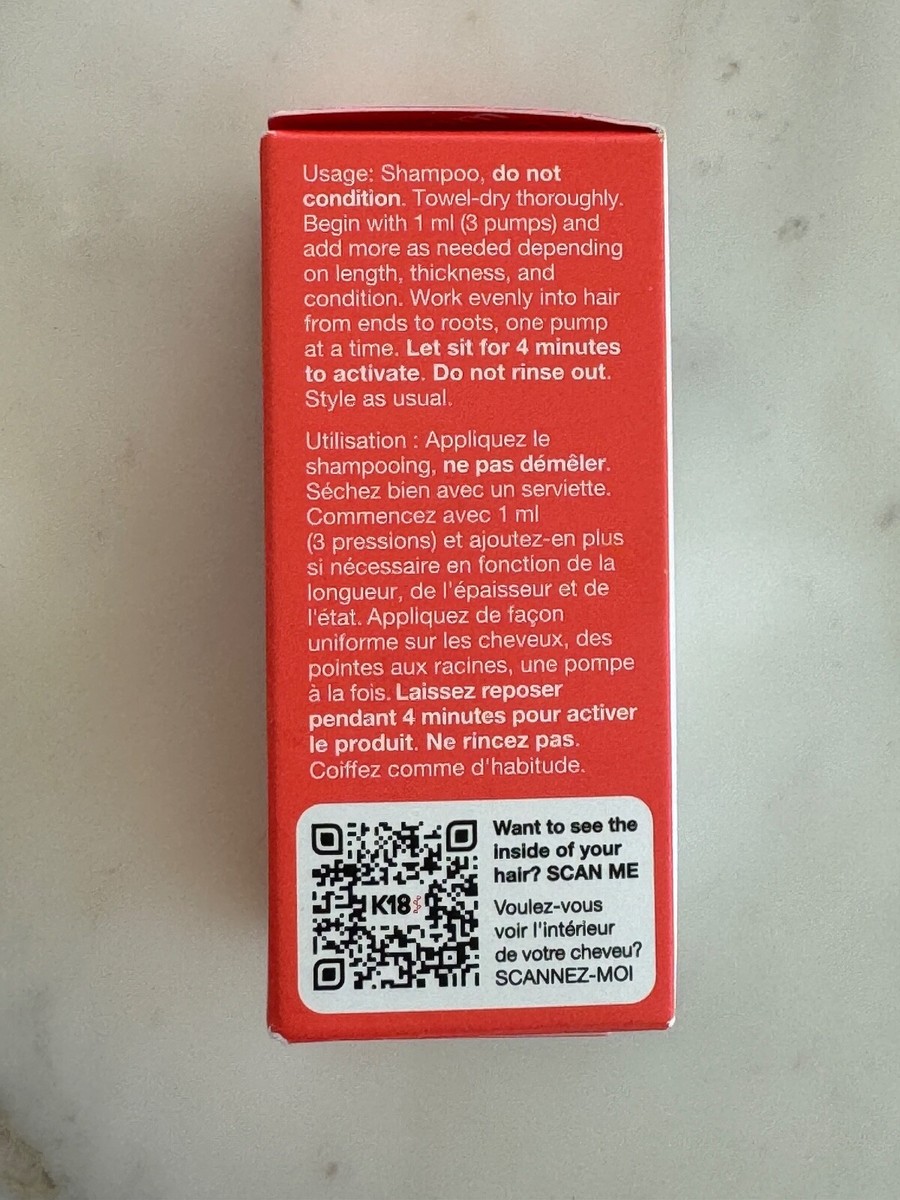 Usage: Shampoo, do not
condition. Towel-dry thoroughly.
Begin with 1 ml (3 pumps) and
add more as needed depending
on length, thickness, and
condition. Work evenly into hair
from ends to roots, one pump
at a time. Let sit for 4 minutes
to activate. Do not rinse out.
Style as usual.
Utilisation : Appliquez le
shampooing, ne pas démêler.
Séchez bien avec un serviette.
Commencez avec 1 ml
(3 pressions) et ajoutez-en plus
si nécessaire en fonction de la
longueur, de l'épaisseur et de
l'état. Appliquez de façon
uniforme sur les cheveux, des
pointes aux racines, une pompe
à la fois. Laissez reposer
pendant 4 minutes pour activer
le produit. Ne rincez pas.
Coiffez comme d'habitude.
K18
Want to see the
inside of your
hair? SCAN ME
Voulez-vous
voir l'intérieur
de votre cheveu?
SCANNEZ-MOI